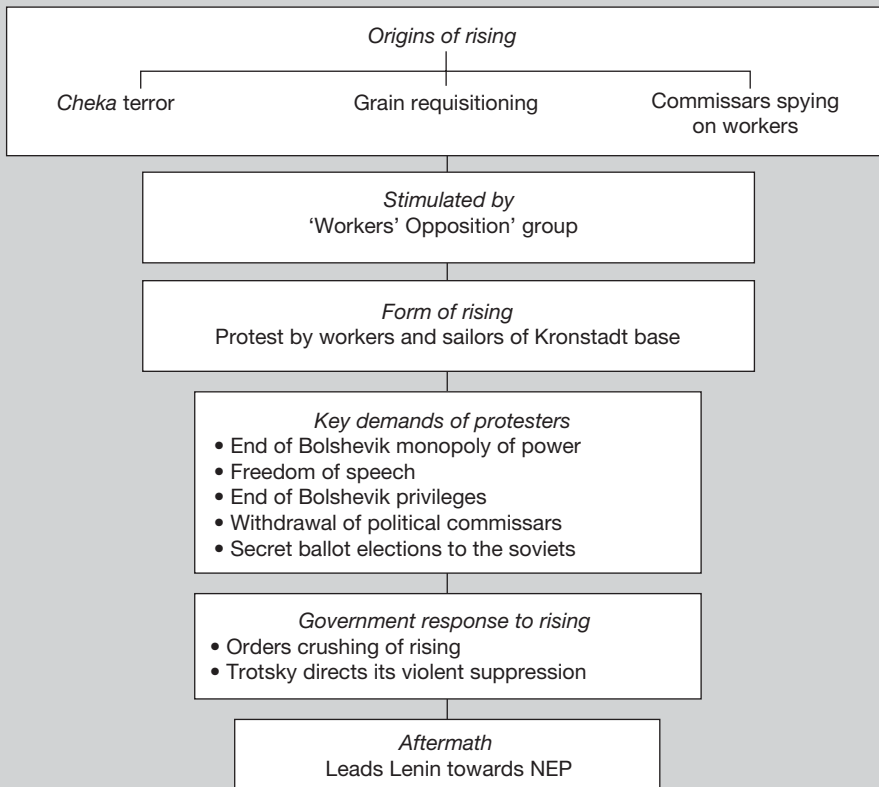 Origins of rising
Cheka terror
Grain requisitioning
Commissars spying
on workers
Stimulated by
‘Workers’ Opposition’ group
Form of rising
Protest by workers and sailors of Kronstadt base
Key demands of protesters
• End of Bolshevik monopoly of power
• Freedom of speech
• End of Bolshevik privileges
• Withdrawal of political commissars
• Secret ballot elections to the soviets
Government response to rising
• Orders crushing of rising
• Trotsky directs its violent suppression
Aftermath
Leads Lenin towards NEP